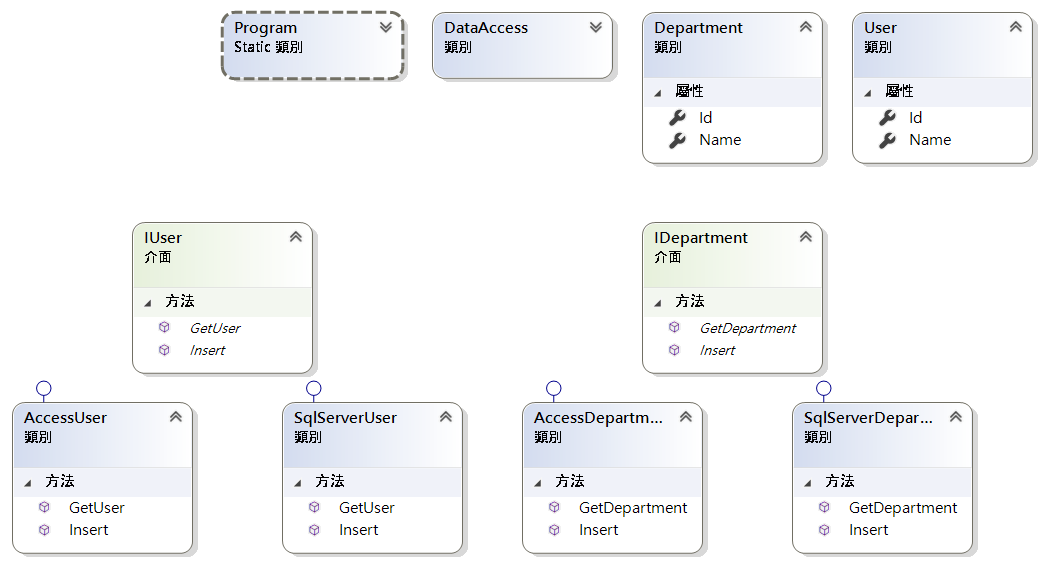 Program
Static 類別
DataAccess
類別
Department
類別
屬性
Id
Name
User
類別
屬性
Id
Name
IUser
介面
方法
GetUser
Insert
IDepartment
介面
方法
GetDepartment
Insert
AccessUser
類別
方法
GetUser
Insert
SqlServerUser
類別
方法
GetUser
Insert
AccessDepartm...
類別
方法
GetDepartment
Insert
SqlServerDepar...
類別
方法
GetDepartment
Insert